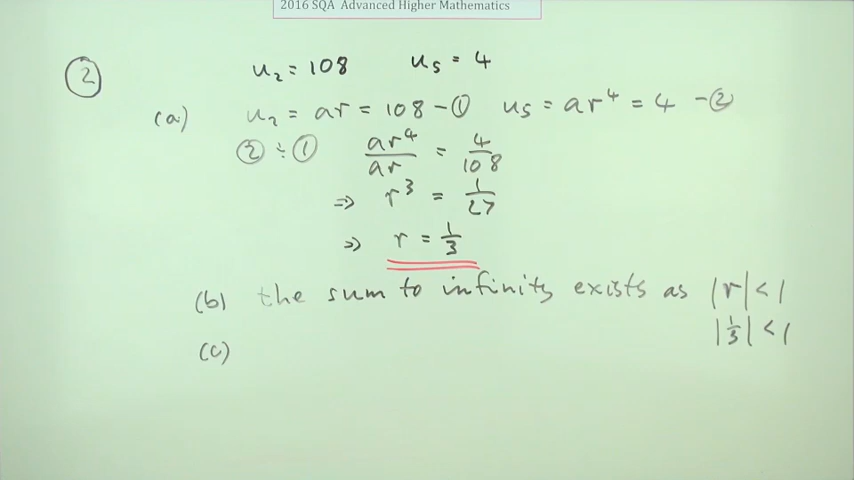 2016 SQA Advanced Higher Mathematics
② u₂ = 108 u₅ = 4
(a) u₂ = ar = 108 - ① u₅ = ar⁴ = 4 - ②
② ÷ ① ar⁴/ar = 4/108
⇒ r³ = 1/27
⇒ r = 1/3
(b) the sum to infinity exists as |r| < 1
|1/3| < 1
(c)